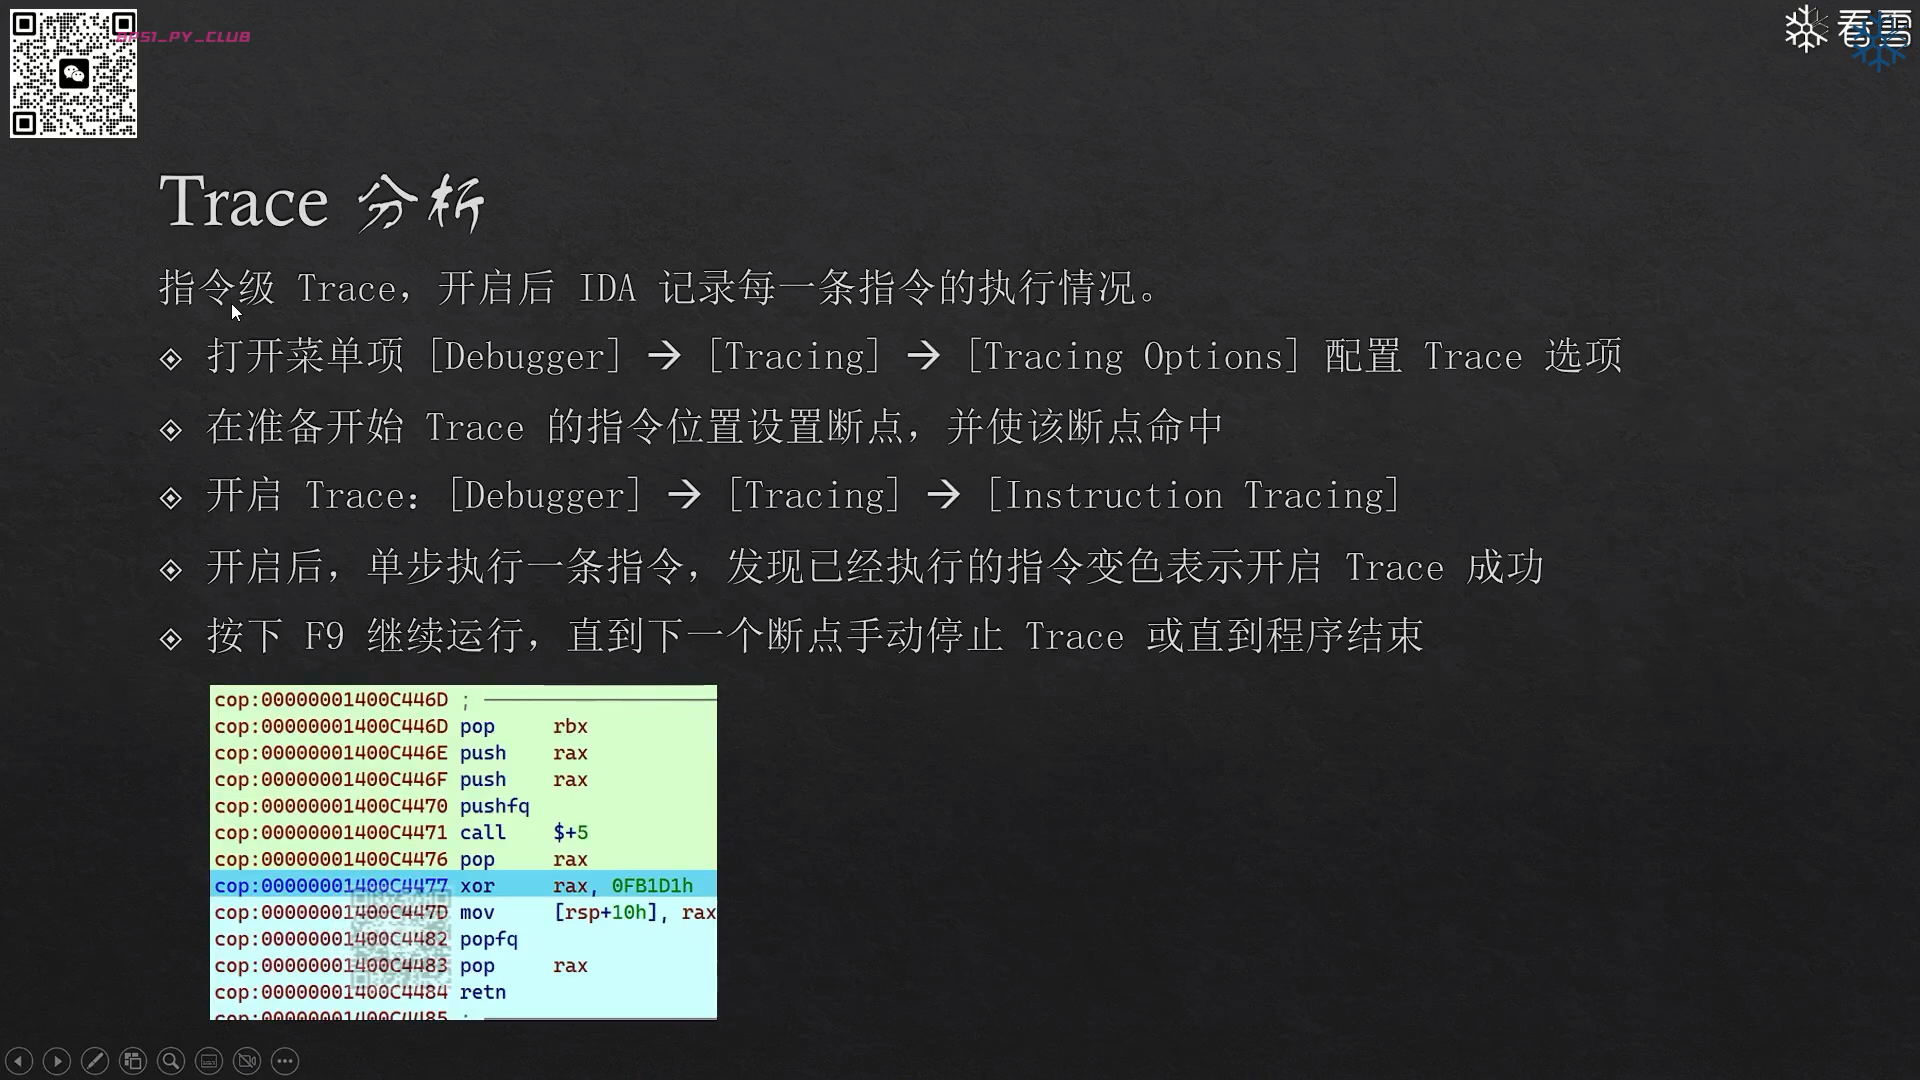 BPSI_PY_CLUB
看雪
Trace 分析
指令级 Trace，开启后 IDA 记录每一条指令的执行情况。
打开菜单项 [Debugger] → [Tracing] → [Tracing Options] 配置 Trace 选项
在准备开始 Trace 的指令位置设置断点，并使该断点命中
开启 Trace：[Debugger] → [Tracing] → [Instruction Tracing]
开启后，单步执行一条指令，发现已经执行的指令变色表示开启 Trace 成功
按下 F9 继续运行，直到下一个断点手动停止 Trace 或直到程序结束
cop:00000001400C446D ;
cop:00000001400C446D pop rbx
cop:00000001400C446E push rax
cop:00000001400C446F push rax
cop:00000001400C4470 pushfq
cop:00000001400C4471 call $+5
cop:00000001400C4476 pop rax
cop:00000001400C4477 xor rax, 0FB1D1h
cop:00000001400C447D mov [rsp+10h], rax
cop:00000001400C4482 popfq
cop:00000001400C4483 pop rax
cop:00000001400C4484 retn
cop:00000001400C4485 ;